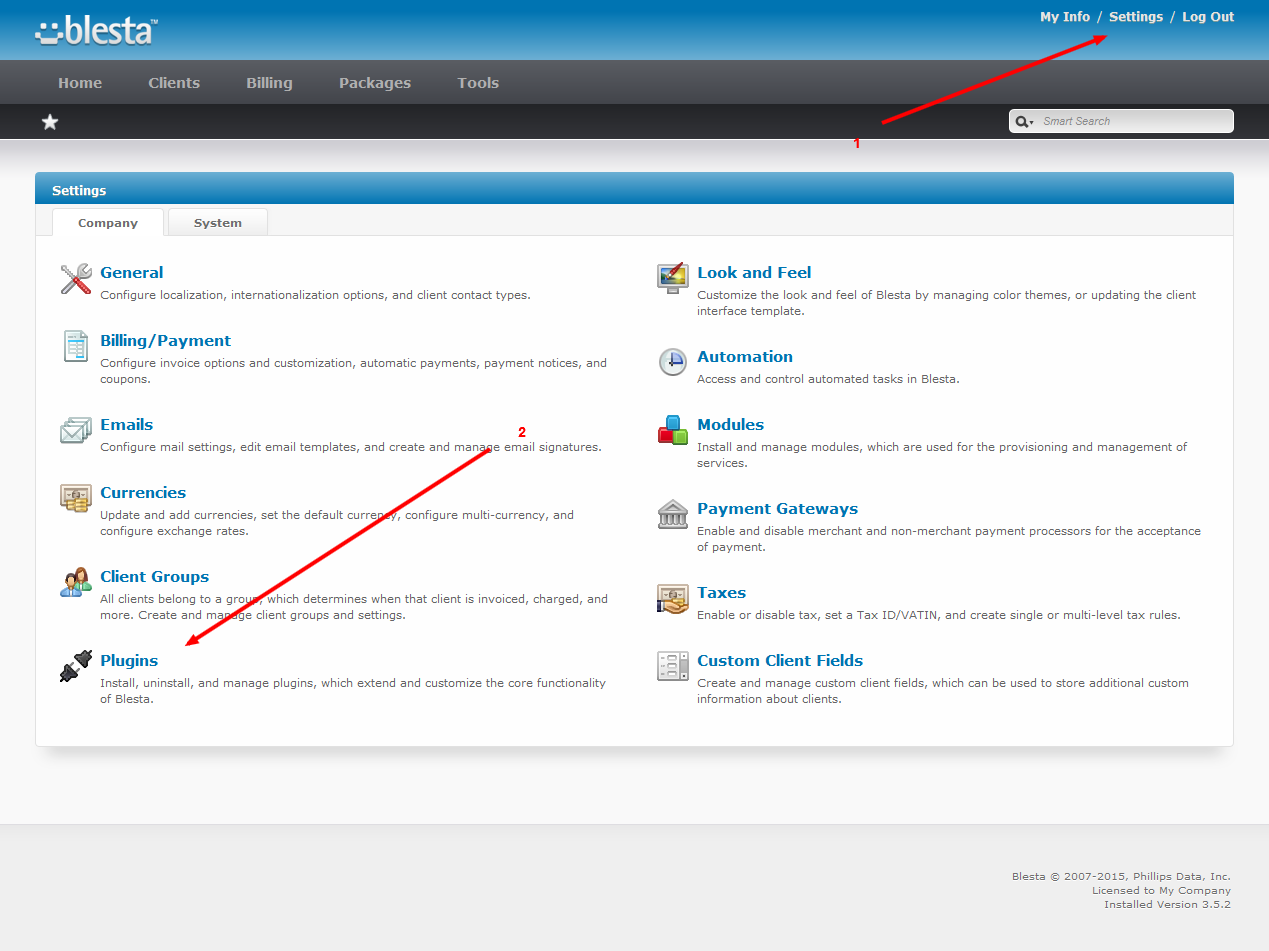 blesta™
My Info / Settings / Log Out
Home Clients Billing Packages Tools
Smart Search
1
Settings
Company System
General
Configure localization, internationalization options, and client contact types.
Billing/Payment
Configure invoice options and customization, automatic payments, payment notices, and
coupons.
Emails
2
Configure mail settings, edit email templates, and create and manage email signatures.
Currencies
Update and add currencies, set the default currency, configure multi-currency, and
configure exchange rates.
Client Groups
All clients belong to a group, which determines when that client is invoiced, charged, and
more. Create and manage client groups and settings.
Plugins
Install, uninstall, and manage plugins, which extend and customize the core functionality
of Blesta.
Look and Feel
Customize the look and feel of Blesta by managing color themes, or updating the client
interface template.
Automation
Access and control automated tasks in Blesta.
Modules
Install and manage modules, which are used for the provisioning and management of
services.
Payment Gateways
Enable and disable merchant and non-merchant payment processors for the acceptance
of payment.
Taxes
Enable or disable tax, set a Tax ID/VATIN, and create single or multi-level tax rules.
Custom Client Fields
Create and manage custom client fields, which can be used to store additional custom
information about clients.
Blesta © 2007-2015, Phillips Data, Inc.
Licensed to My Company
Installed Version 3.5.2